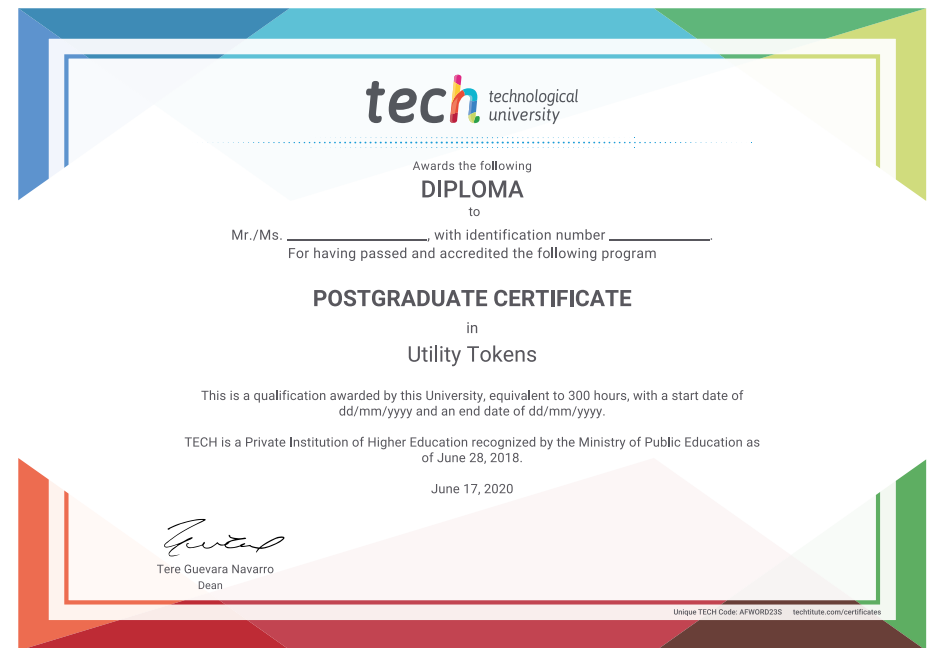 tech technological
university
Awards the following
DIPLOMA
to
Mr./Ms. ____________, with identification number ____________.
For having passed and accredited the following program
POSTGRADUATE CERTIFICATE
in
Utility Tokens
This is a qualification awarded by this University, equivalent to 300 hours, with a start date of
dd/mm/yyyy and an end date of dd/mm/yyyy.
TECH is a Private Institution of Higher Education recognized by the Ministry of Public Education as
of June 28, 2018.
June 17, 2020
Tere Guevara Navarro
Dean
Unique TECH Code: AFWORD23S techtitute.com/certificates